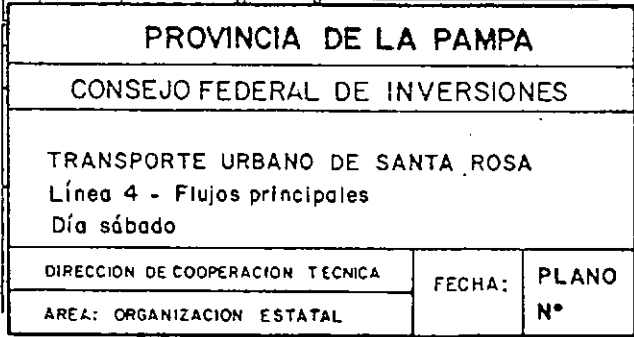 PROVINCIA DE LA PAMPA
CONSEJO FEDERAL DE INVERSIONES
TRANSPORTE URBANO DE SANTA ROSA
Línea 4 - Flujos principales
Día sábado
DIRECCION DE COOPERACION TECNICA
AREA: ORGANIZACION ESTATAL
FECHA:
PLANO
N°